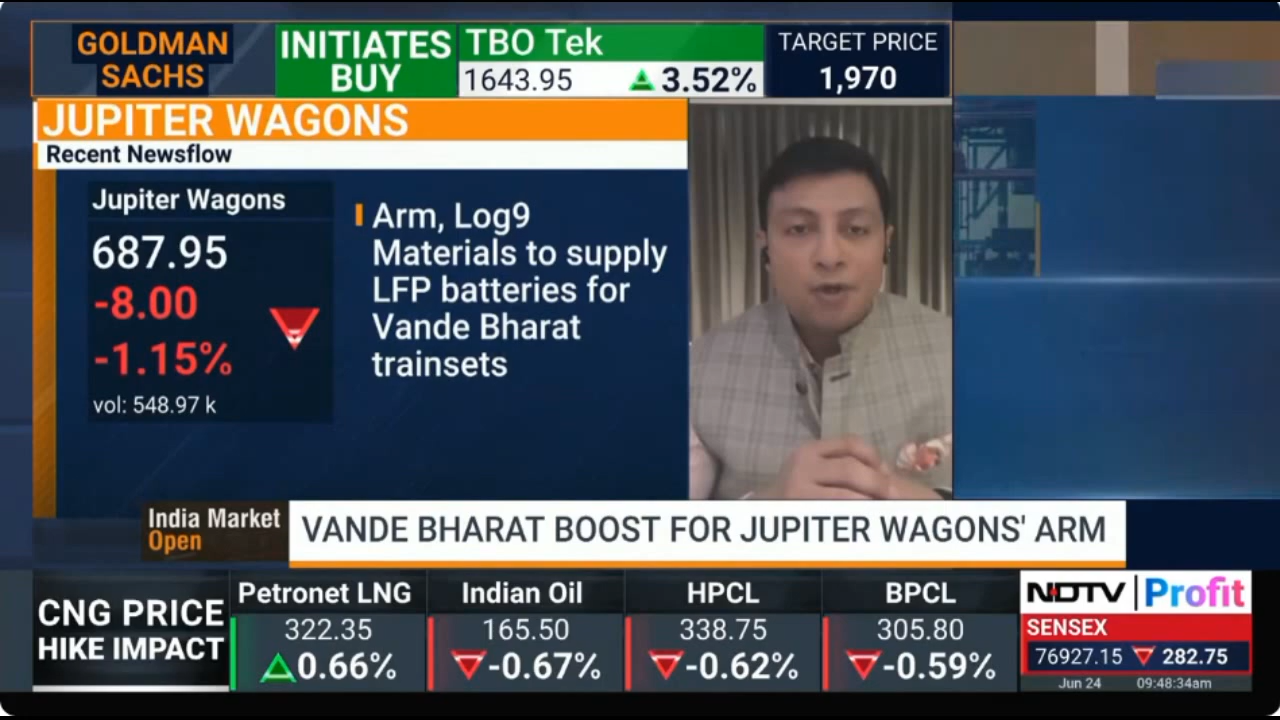 GOLDMAN
SACHS
INITIATES
BUY
TBO Tek
1643.95
3.52%
TARGET PRICE
1,970
JUPITER WAGONS
Recent Newsflow
Jupiter Wagons
687.95
-8.00
-1.15%
vol: 548.97 k
Arm, Log9
Materials to supply
LFP batteries for
Vande Bharat
trainsets
India Market
Open
VANDE BHARAT BOOST FOR JUPITER WAGONS' ARM
CNG PRICE
HIKE IMPACT
Petronet LNG
322.35
0.66%
Indian Oil
165.50
-0.67%
HPCL
338.75
-0.62%
BPCL
305.80
-0.59%
NDTV Profit
SENSEX
76927.15 282.75
Jun 24 09:48:34am